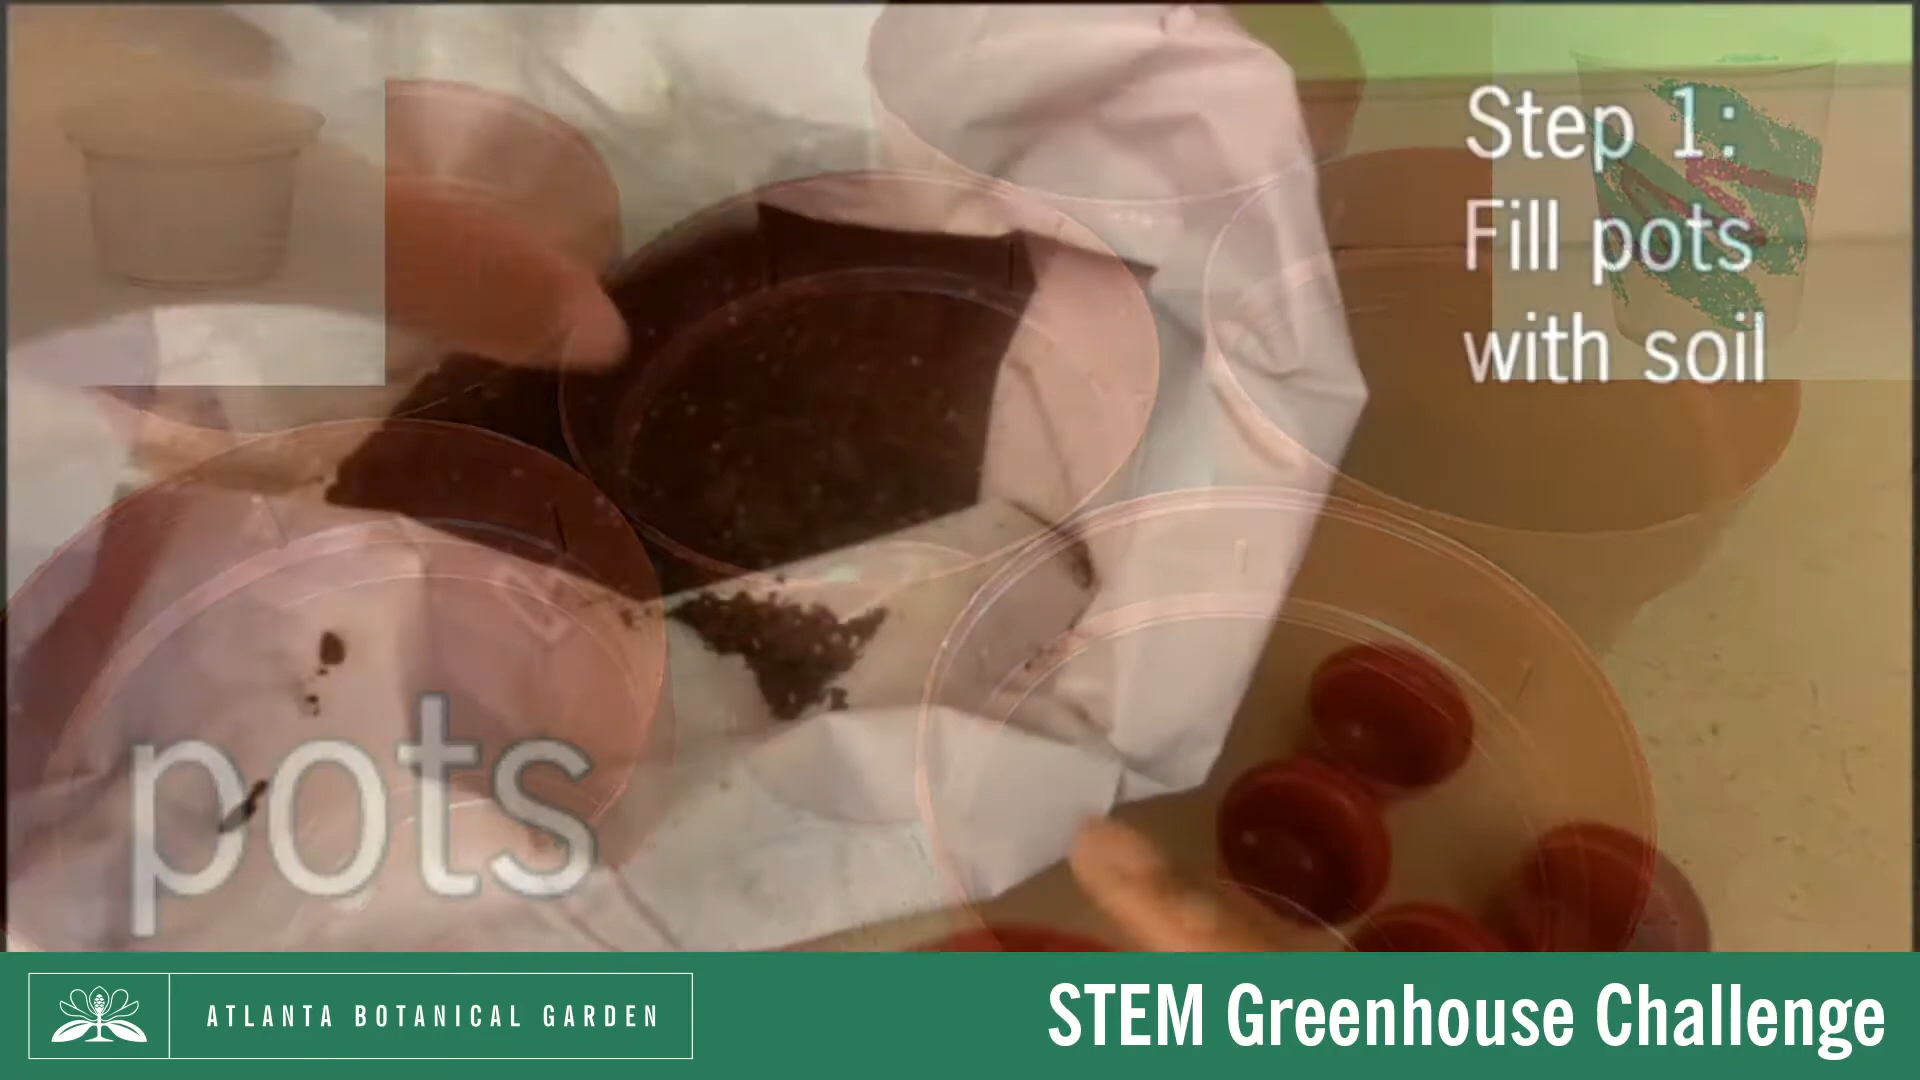 Step 1:
Fill pots
with soil
pots
ATLANTA BOTANICAL GARDEN
STEM Greenhouse Challenge